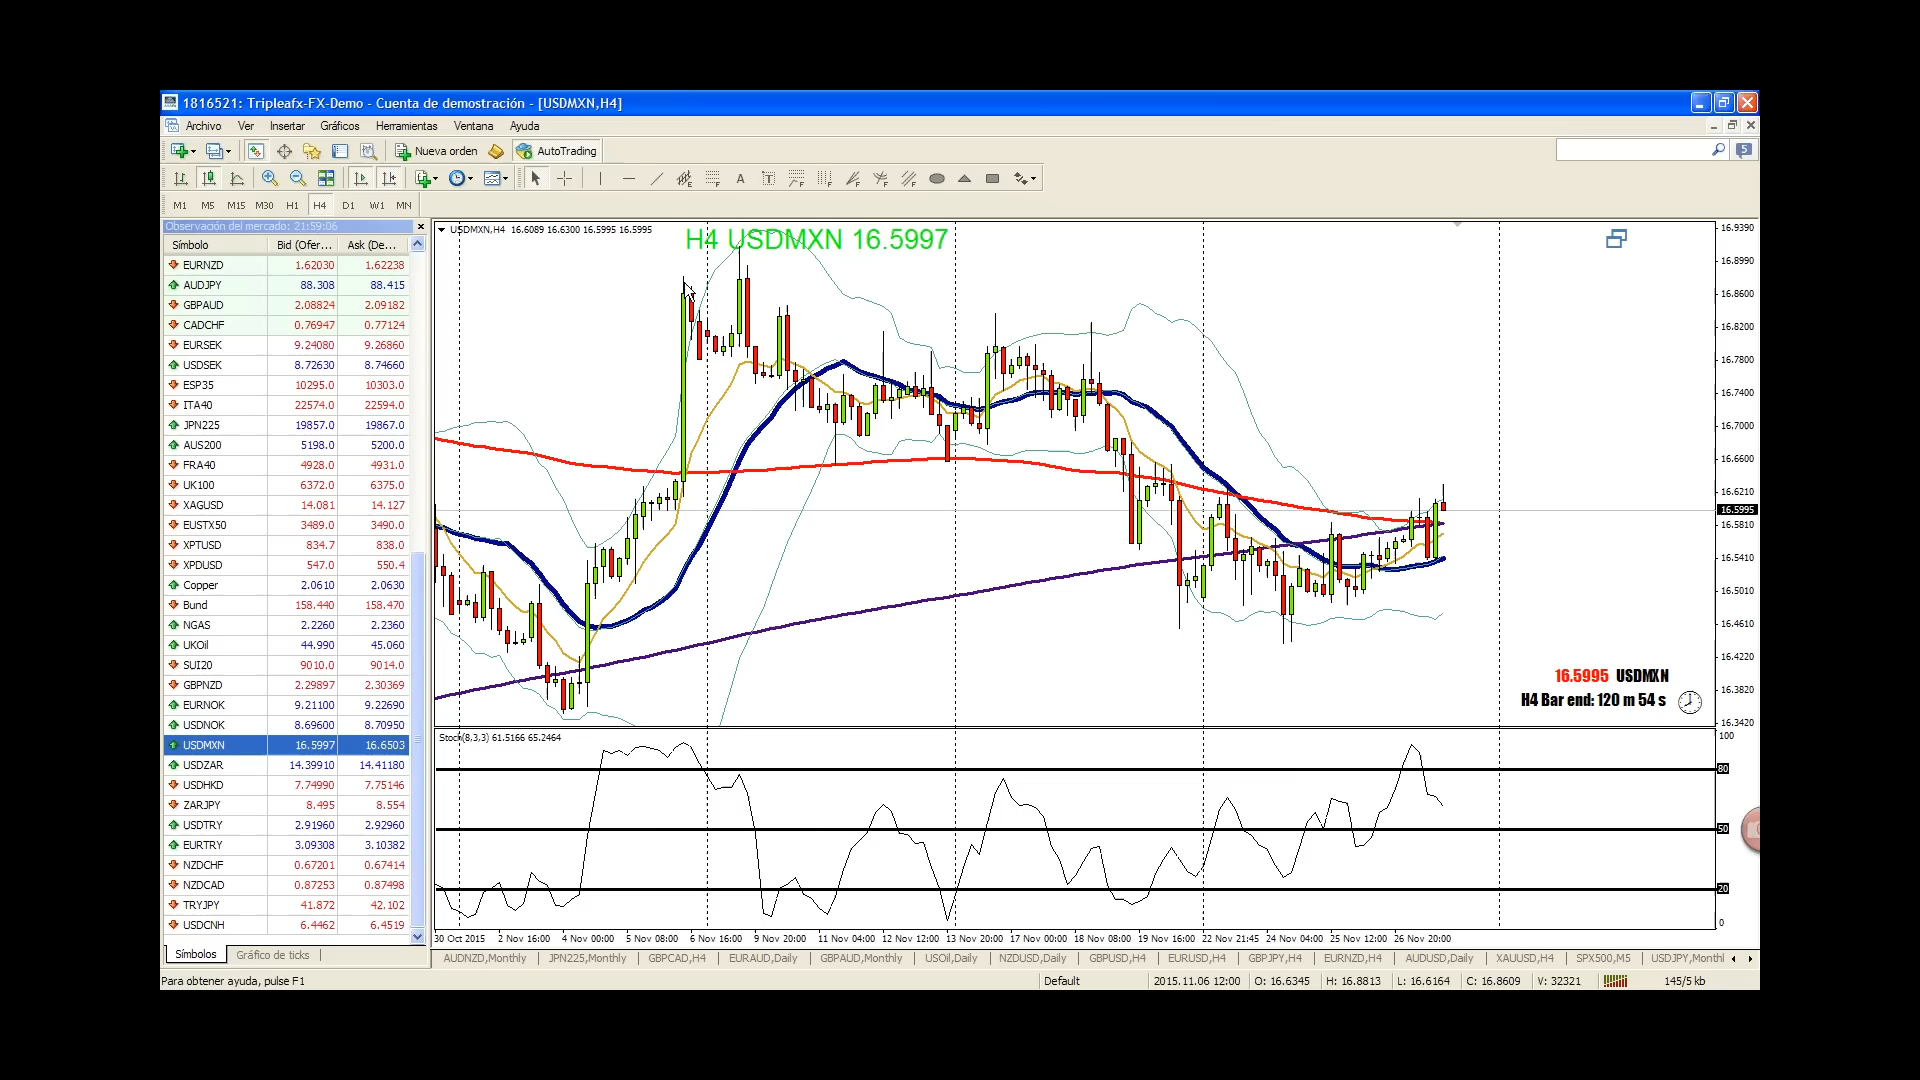 1816521: Tripleafx-FX-Demo - Cuenta de demostración - [USDMXN,H4]
Archivo Ver Insertar Gráficos Herramientas Ventana Ayuda
Nueva orden AutoTrading 5
M1 M5 M15 M30 H1 H4 D1 W1 MN
Observación del mercado: 21:59:06
Símbolo Bid (Ofer... Ask (De...
EURNZD 1.62030 1.62238
AUDJPY 88.308 88.415
GBPAUD 2.08824 2.09182
CADCHF 0.76947 0.77124
EURSEK 9.24080 9.26860
USDSEK 8.72630 8.74660
ESP35 10295.0 10303.0
ITA40 22574.0 22594.0
JPN225 19857.0 19867.0
AUS200 5198.0 5200.0
FRA40 4928.0 4931.0
UK100 6372.0 6375.0
XAGUSD 14.081 14.127
EUSTX50 3489.0 3490.0
XPTUSD 834.7 838.0
XPDUSD 547.0 550.4
Copper 2.0610 2.0630
Bund 158.440 158.470
NGAS 2.2260 2.2360
UKOil 44.990 45.060
SUI20 9010.0 9014.0
GBPNZD 2.29897 2.30369
EURNOK 9.21100 9.22690
USDNOK 8.69600 8.70950
USDMXN 16.5997 16.6503
USDZAR 14.39910 14.41180
USDHKD 7.74990 7.75146
ZARJPY 8.495 8.554
USDTRY 2.91960 2.92960
EURTRY 3.09308 3.10382
NZDCHF 0.67201 0.67414
NZDCAD 0.87253 0.87498
TRYJPY 41.872 42.102
USDCNH 6.4462 6.4519
Símbolos Gráfico de ticks
USDMXN,H4 16.6089 16.6300 16.5995 16.5995
H4 USDMXN 16.5997
16.9390
16.8990
16.8600
16.8200
16.7800
16.7400
16.7000
16.6600
16.6210
16.5995
16.5810
16.5410
16.5010
16.4610
16.4220
16.3820
16.3420
16.5995 USDMXN
H4 Bar end: 120 m 54 s
Stoch(8,3,3) 61.5166 65.2464
100
80
50
20
0
30 Oct 2015 2 Nov 16:00 4 Nov 00:00 5 Nov 08:00 6 Nov 16:00 9 Nov 20:00 11 Nov 04:00 12 Nov 12:00 13 Nov 20:00 17 Nov 00:00 18 Nov 08:00 19 Nov 16:00 22 Nov 21:45 24 Nov 04:00 25 Nov 12:00 26 Nov 20:00
AUDNZD,Monthly JPN225,Monthly GBPCAD,H4 EURAUD,Daily GBPAUD,Monthly USOil,Daily NZDUSD,Daily GBPUSD,H4 EURUSD,H4 GBPJPY,H4 EURNZD,H4 AUDUSD,Daily XAUUSD,H4 SPX500,M5 USDJPY,Monthl
Para obtener ayuda, pulse F1 Default 2015.11.06 12:00 O: 16.6345 H: 16.8813 L: 16.6164 C: 16.8609 V: 32321 145/5 kb